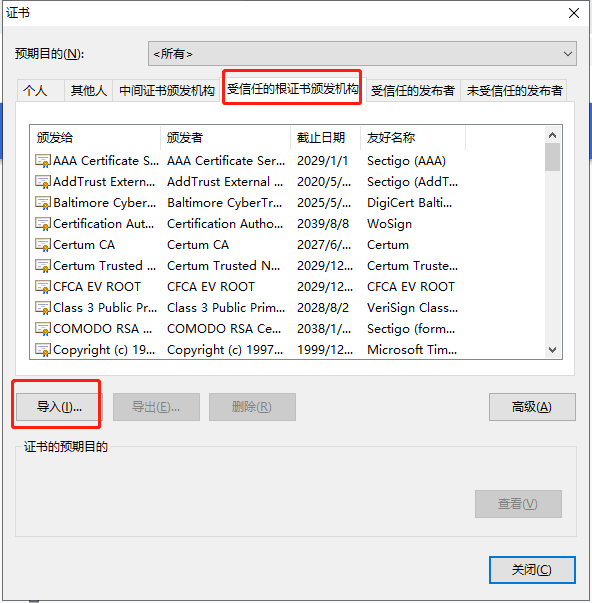 证书
预期目的(N):
<所有>
个人 其他人 中间证书颁发机构 受信任的根证书颁发机构 受信任的发布者 未受信任的发布者
颁发给 颁发者 截止日期 友好名称
AAA Certificate S... AAA Certificate Ser... 2029/1/1 Sectigo (AAA)
AddTrust Extern... AddTrust External ... 2020/5/... Sectigo (AddT...
Baltimore Cyber... Baltimore CyberTr... 2025/5/... DigiCert Balti...
Certification Aut... Certification Autho... 2039/8/8 WoSign
Certum CA Certum CA 2027/6/... Certum
Certum Trusted ... Certum Trusted N... 2029/12... Certum Truste...
CFCA EV ROOT CFCA EV ROOT 2029/12... CFCA EV ROOT
Class 3 Public Pr... Class 3 Public Prim... 2028/8/2 VeriSign Class...
COMODO RSA ... COMODO RSA Ce... 2038/1/... Sectigo (form...
Copyright (c) 19... Copyright (c) 1997... 1999/12... Microsoft Tim...
导入(I)... 导出(E)... 删除(R) 高级(A)
证书的预期目的
查看(V)
关闭(C)